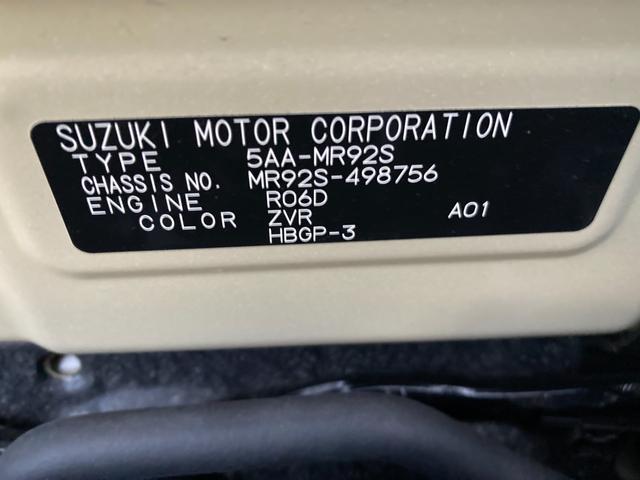 SUZUKI MOTOR CORPORATION
TYPE 5AA-MR92S
CHASSIS NO. MR92S-498756
ENGINE R06D
COLOR ZVR A01
HBGP-3